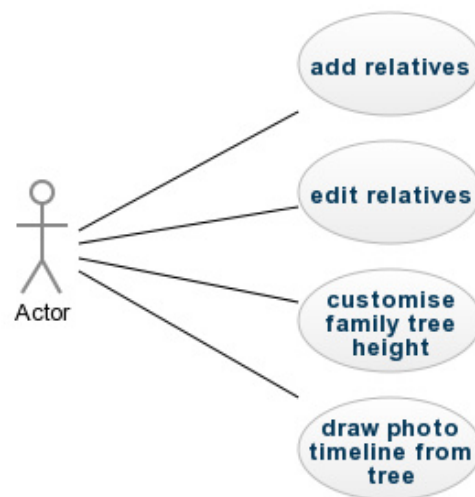 add relatives
edit relatives
Actor
customise
family tree
height
draw photo
timeline from
tree